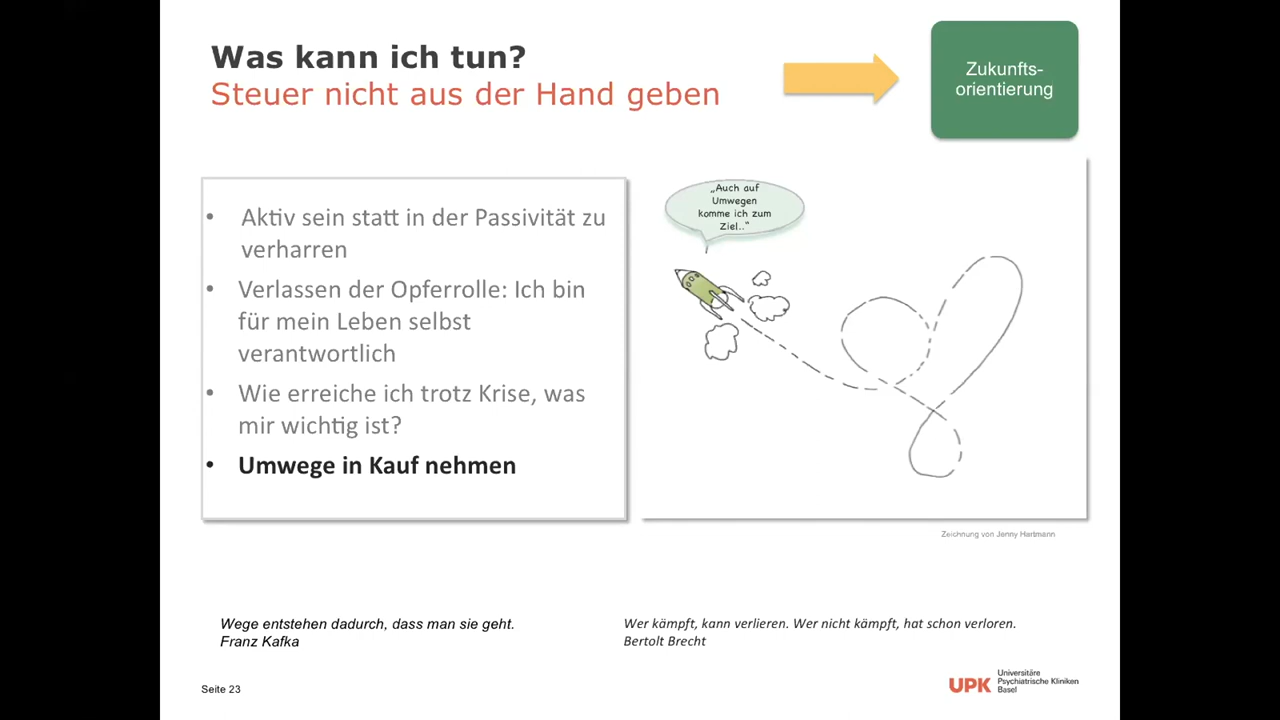 Was kann ich tun?
Steuer nicht aus der Hand geben
Zukunfts-
orientierung
• Aktiv sein statt in der Passivität zu
verharren
• Verlassen der Opferrolle: Ich bin
für mein Leben selbst
verantwortlich
• Wie erreiche ich trotz Krise, was
mir wichtig ist?
• Umwege in Kauf nehmen
„Auch auf
Umwegen
komme ich zum
Ziel..“
Zeichnung von Jenny Hartmann
Wege entstehen dadurch, dass man sie geht.
Franz Kafka
Wer kämpft, kann verlieren. Wer nicht kämpft, hat schon verloren.
Bertolt Brecht
Seite 23
UPK
Universitäre
Psychiatrische Kliniken
Basel